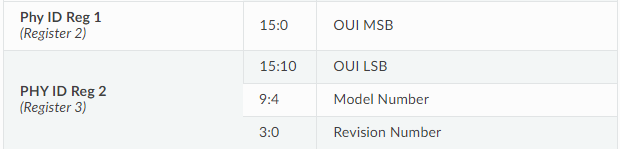 Phy ID Reg 1
(Register 2)
15:0
OUI MSB
PHY ID Reg 2
(Register 3)
15:10
OUI LSB
9:4
Model Number
3:0
Revision Number